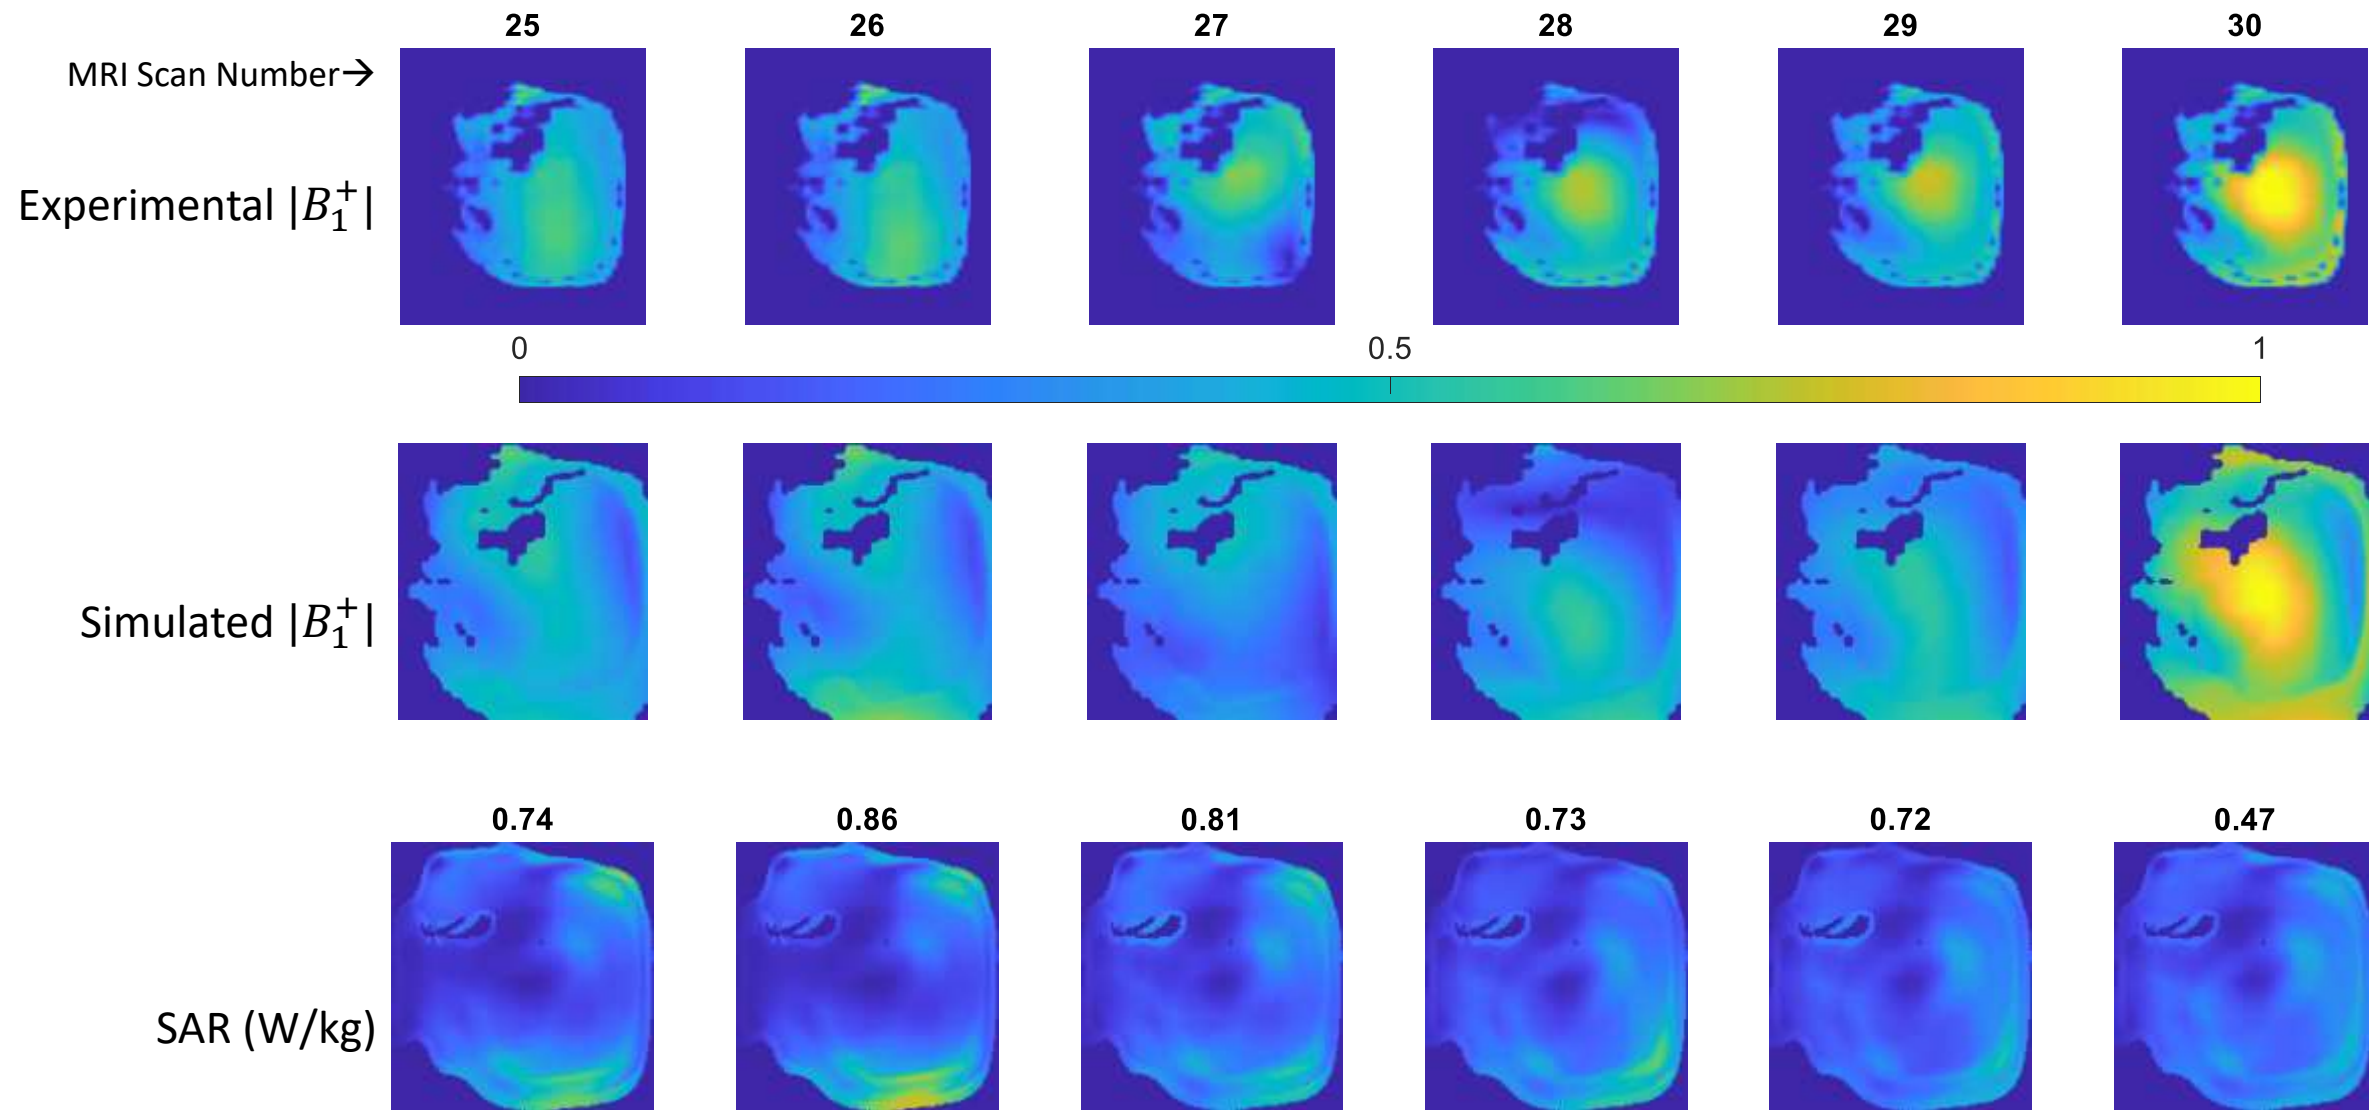 25 26 27 28 29 30
MRI Scan Number→
Experimental |B₁⁺|
0 0.5 1
Simulated |B₁⁺|
0.74 0.86 0.81 0.73 0.72 0.47
SAR (W/kg)